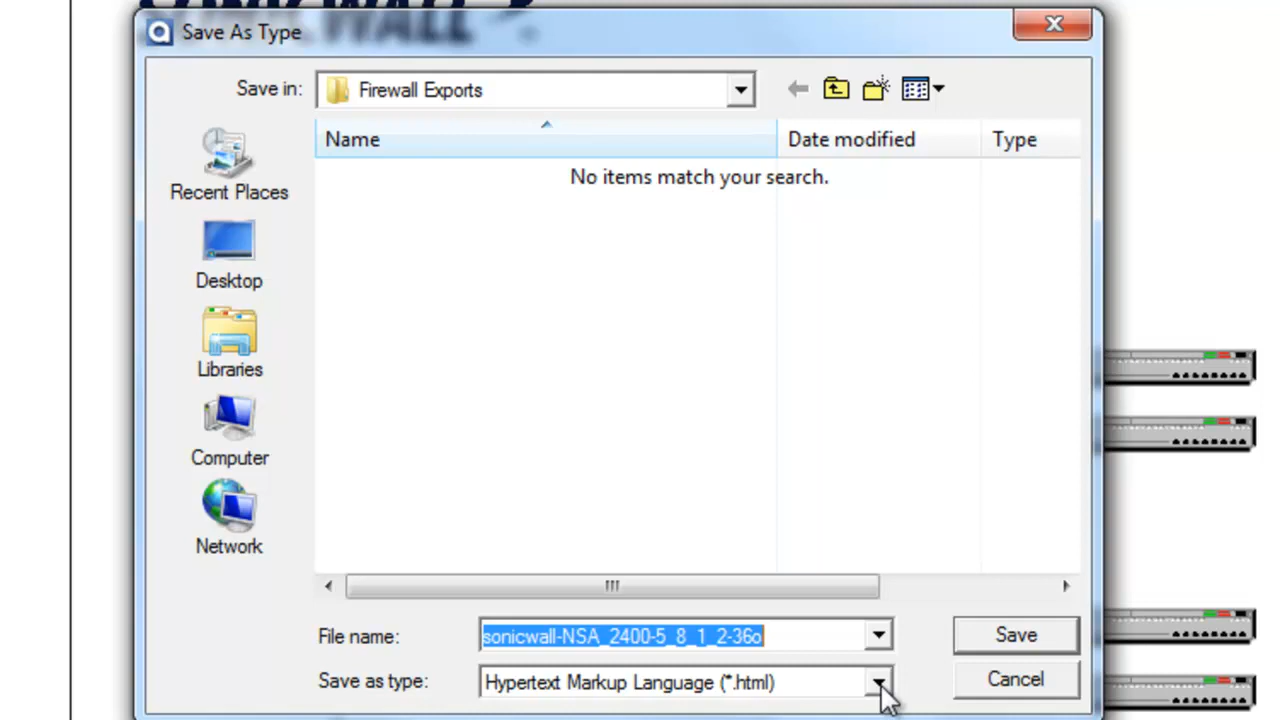 SONICWALL
Save As Type
Save in:
Firewall Exports
Name
Date modified
Type
No items match your search.
Recent Places
Desktop
Libraries
Computer
Network
File name:
sonicwall-NSA_2400-5_8_1_2-36o
Save
Save as type:
Hypertext Markup Language (*.html)
Cancel